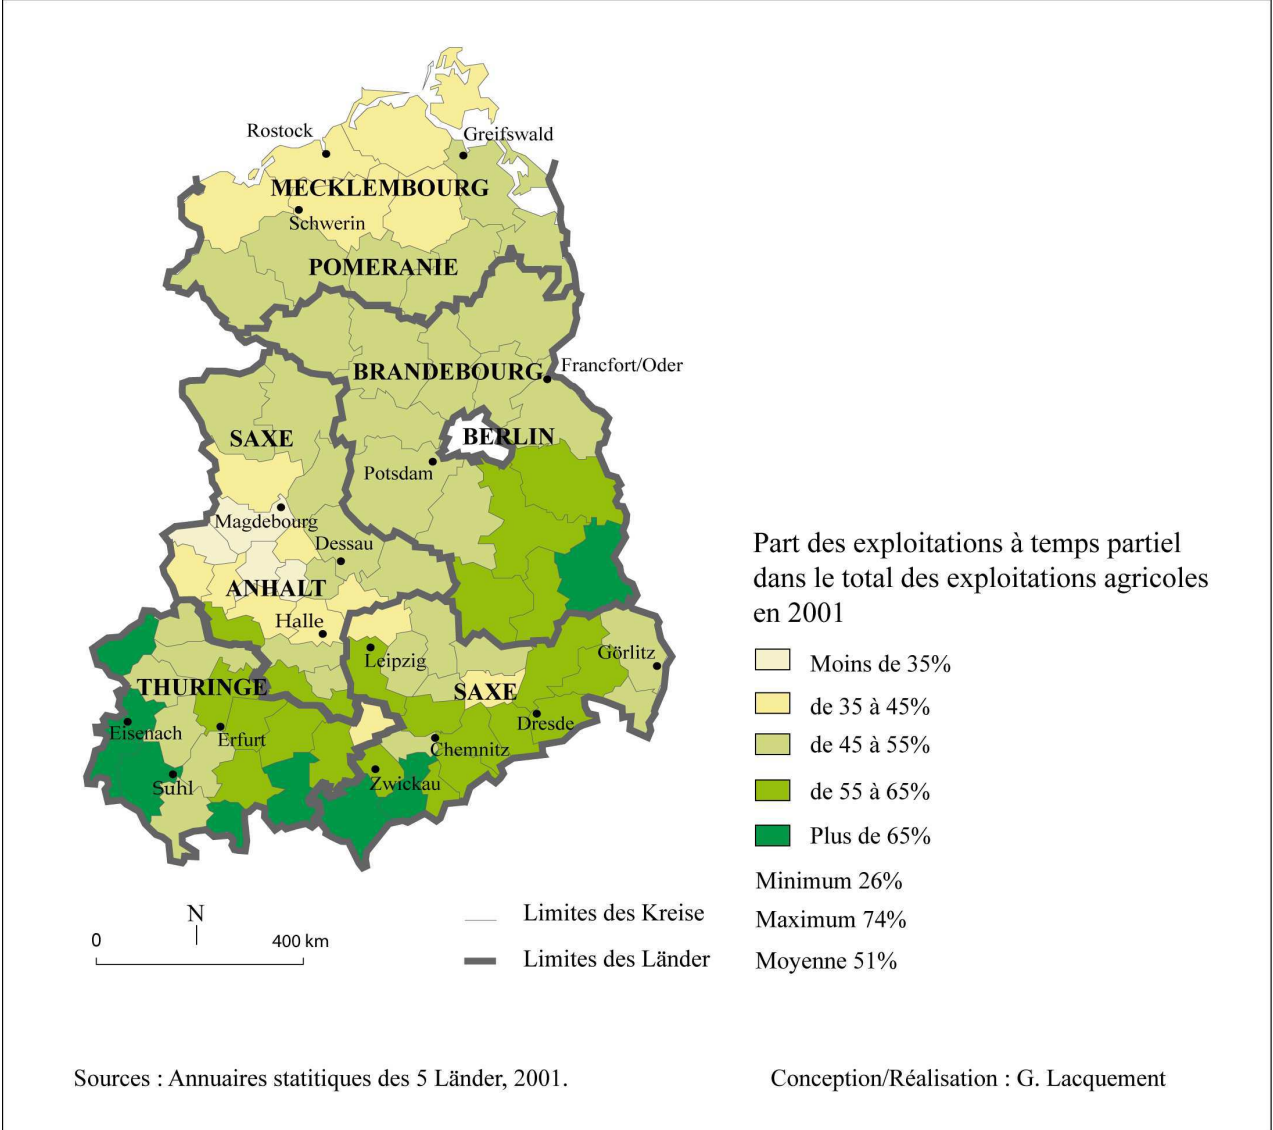 Rostock
Greifswald
MECKLEMBOURG
Schwerin
POMERANIE
Francfort/Oder
BRANDEBOURG
SAXE
BERLIN
Potsdam
Magdebourg
Dessau
ANHALT
Halle
Leipzig
Görlitz
THURINGE
SAXE
Dresde
Eisenach
Erfurt
Chemnitz
Suhl
Zwickau
Part des exploitations à temps partiel
dans le total des exploitations agricoles
en 2001
Moins de 35%
de 35 à 45%
de 45 à 55%
de 55 à 65%
Plus de 65%
Minimum 26%
Maximum 74%
Moyenne 51%
N
0 400 km
Limites des Kreise
Limites des Länder
Sources : Annuaires statitiques des 5 Länder, 2001.
Conception/Réalisation : G. Lacquement